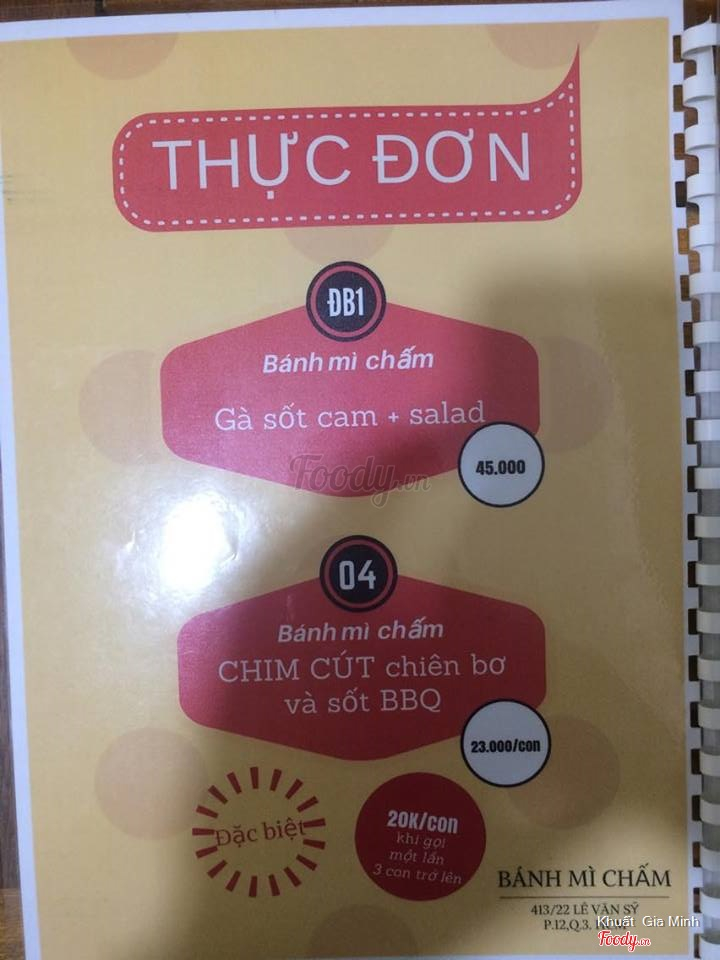 THỰC ĐƠN
ĐB1
Bánh mì chấm
Gà sốt cam + salad
45.000
Foody.vn
04
Bánh mì chấm
CHIM CÚT chiên bơ
và sốt BBQ
23.000/con
Đặc biệt
20K/con
khi gọi
một lần
3 con trở lên
BÁNH MÌ CHẤM
413/22 LÊ VĂN SỸ
P.12,Q.3,
Khuất Gia Minh
Foody.vn